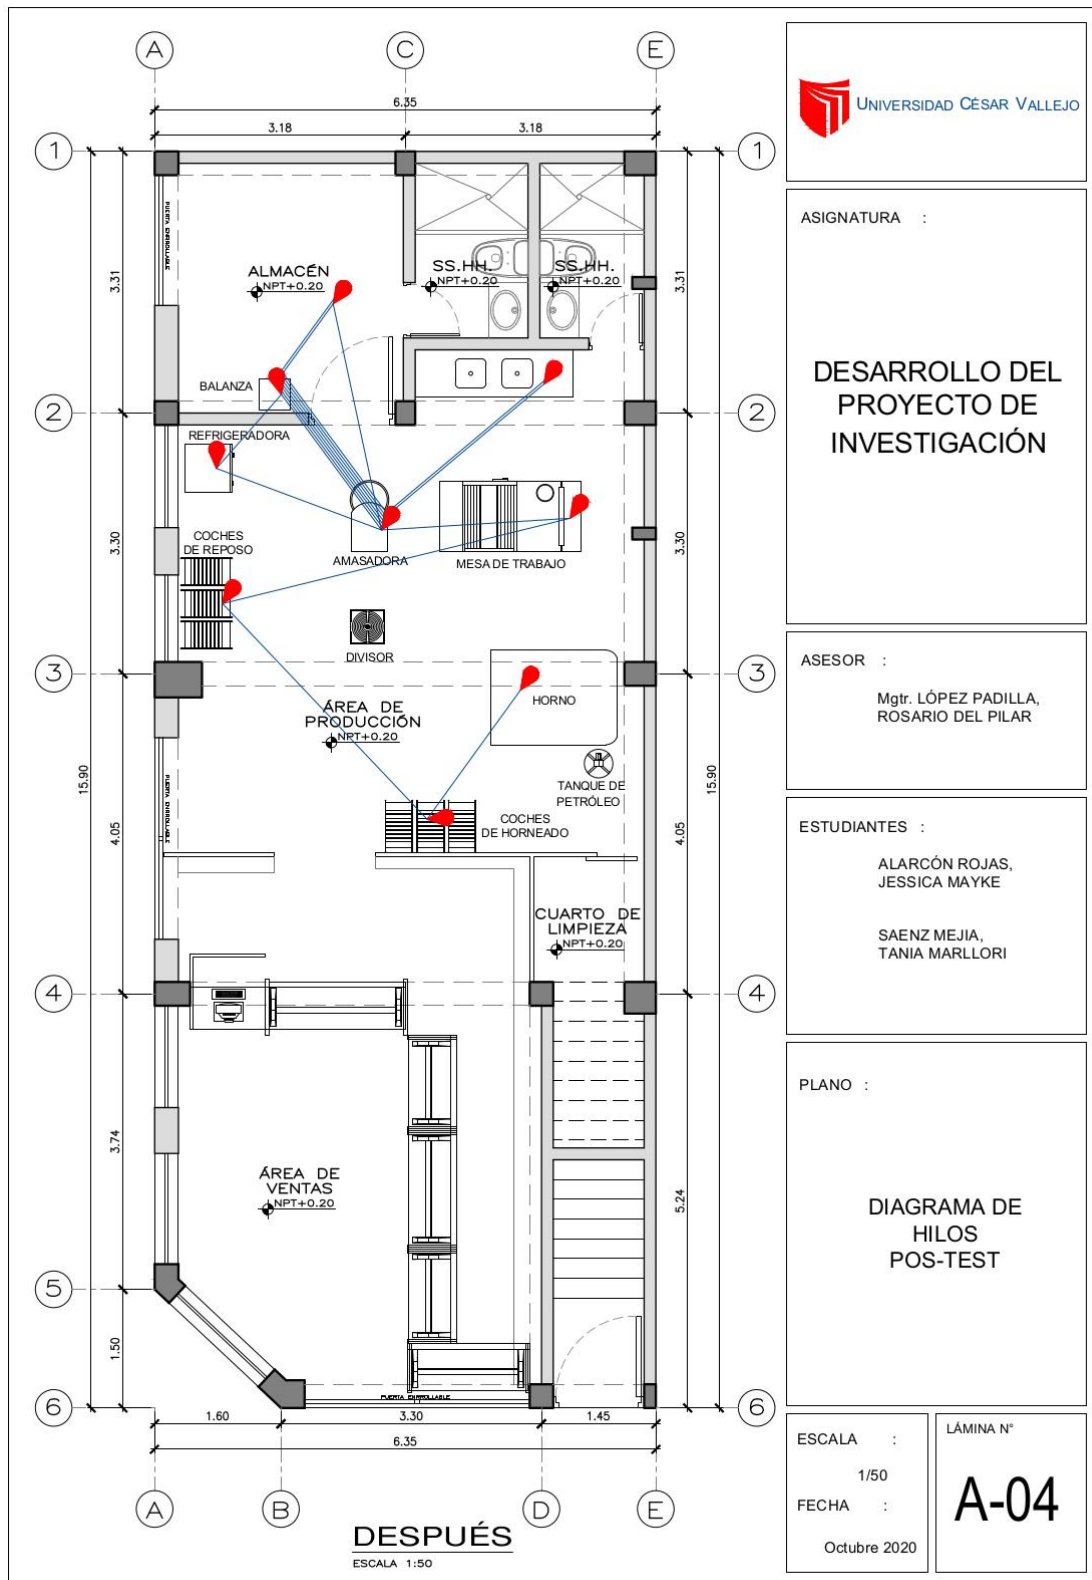 A
C
E
6.35
3.18
3.18
1
1
UNIVERSIDAD CÉSAR VALLEJO
ASIGNATURA :
DESARROLLO DEL
PROYECTO DE
INVESTIGACIÓN
PUERTA ENRROLLABLE
3.31
3.31
ALMACÉN
NPT+0.20
SS.HH.
NPT+0.20
SS.HH.
NPT+0.20
BALANZA
2
2
REFRIGERADORA
COCHES
DE REPOSO
3.30
3.30
AMASADORA
MESA DE TRABAJO
DIVISOR
3
3
ASESOR :
Mgtr. LÓPEZ PADILLA,
ROSARIO DEL PILAR
HORNO
ÁREA DE
PRODUCCIÓN
NPT+0.20
15.90
15.90
PUERTA ENRROLLABLE
TANQUE DE
PETRÓLEO
4.05
4.05
COCHES
DE HORNEADO
ESTUDIANTES :
ALARCÓN ROJAS,
JESSICA MAYKE
SAENZ MEJIA,
TANIA MARLLORI
CUARTO DE
LIMPIEZA
NPT+0.20
4
4
PLANO :
DIAGRAMA DE
HILOS
POS-TEST
3.74
5.24
ÁREA DE
VENTAS
NPT+0.20
5
1.50
PUERTA ENRROLLABLE
6
6
1.60
3.30
1.45
6.35
A
B
D
E
DESPUÉS
ESCALA 1:50
ESCALA :
1/50
FECHA :
Octubre 2020
LÁMINA N°
A-04